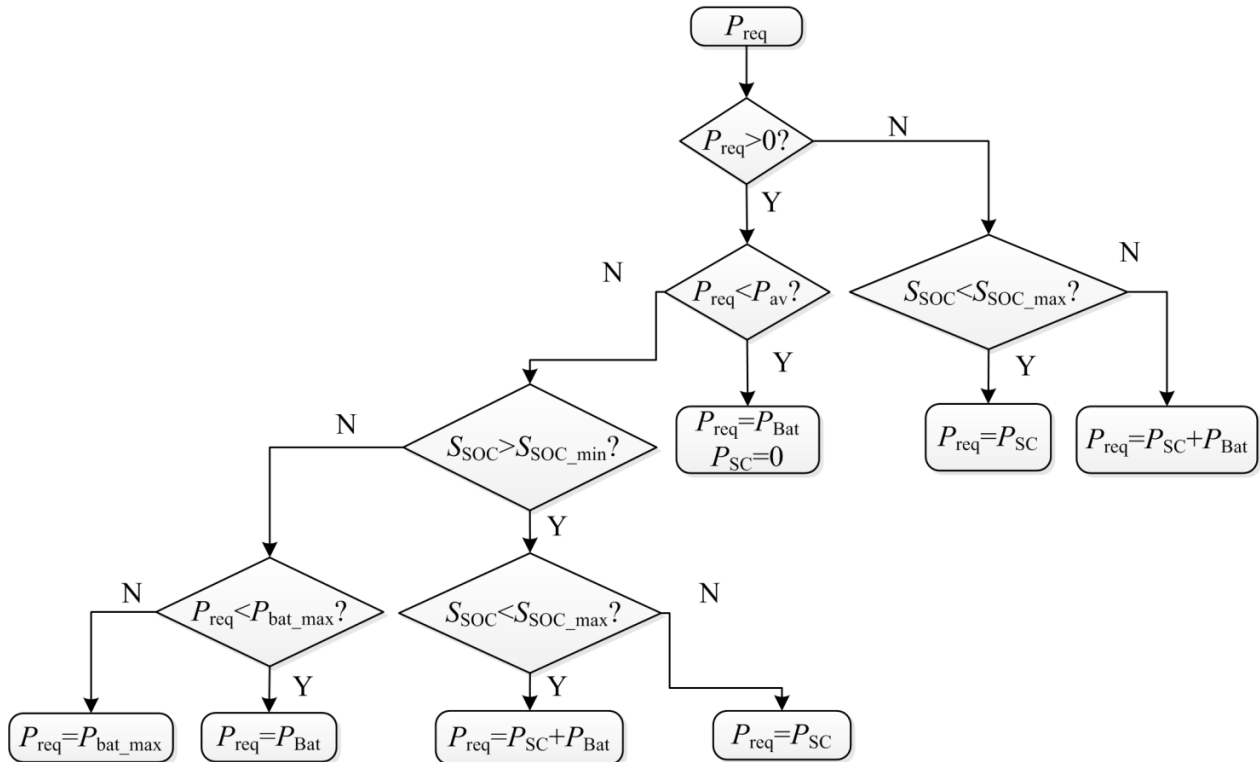 P_req
P_req>0?
N
Y
N
P_req<P_av?
S_SOC<S_SOC_max?
N
Y
Y
N
S_SOC>S_SOC_min?
P_req=P_Bat
P_SC=0
P_req=P_SC
P_req=P_SC+P_Bat
Y
N
P_req<P_bat_max?
S_SOC<S_SOC_max?
N
Y
Y
P_req=P_bat_max
P_req=P_Bat
P_req=P_SC+P_Bat
P_req=P_SC